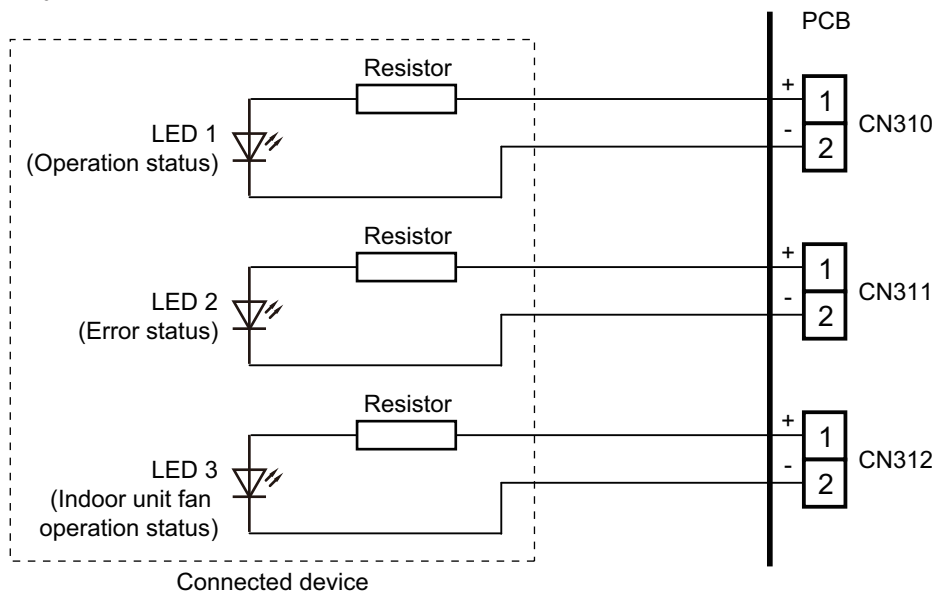 PCB
Resistor
+
1
CN310
LED 1
(Operation status)
-
2
Resistor
+
1
CN311
LED 2
(Error status)
-
2
Resistor
+
1
CN312
LED 3
(Indoor unit fan
operation status)
-
2
Connected device